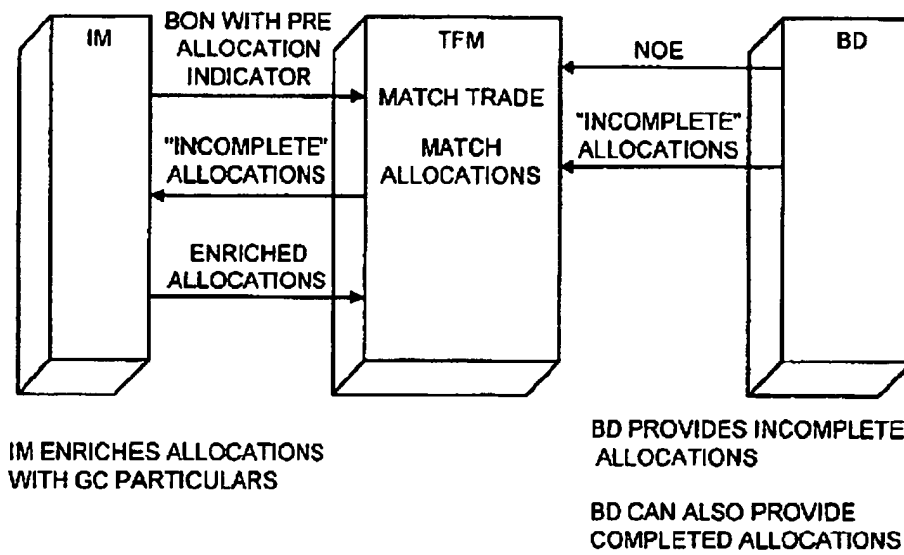 IM
BON WITH PRE
ALLOCATION
INDICATOR
"INCOMPLETE"
ALLOCATIONS
ENRICHED
ALLOCATIONS
TFM
MATCH TRADE
MATCH
ALLOCATIONS
NOE
"INCOMPLETE"
ALLOCATIONS
BD
IM ENRICHES ALLOCATIONS
WITH GC PARTICULARS
BD PROVIDES INCOMPLETE
ALLOCATIONS
BD CAN ALSO PROVIDE
COMPLETED ALLOCATIONS